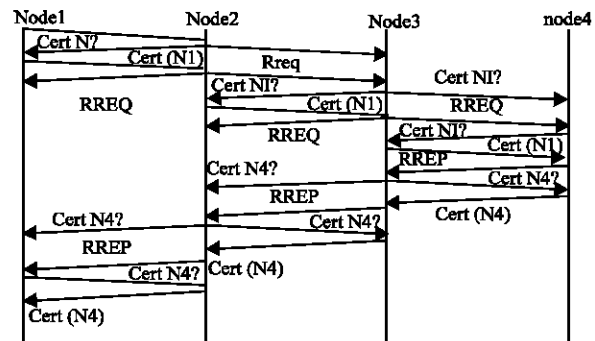 Node1 Node2 Node3 node4
Cert N?
Cert (N1) Rreq
Cert NI? Cert NI?
RREQ Cert (N1) RREQ
RREQ Cert NI?
Cert (N1)
RREP
Cert N4? Cert N4?
RREP
Cert N4? Cert N4? Cert (N4)
RREP
Cert N4? Cert (N4)
Cert (N4)